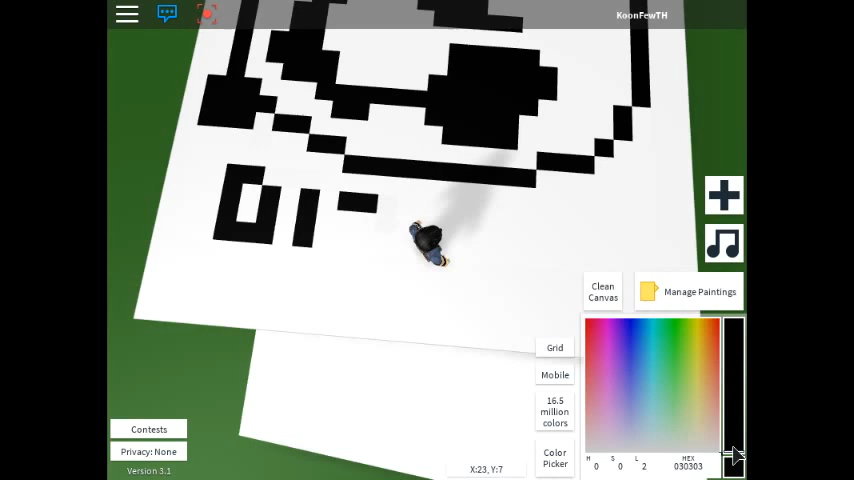 KoonFewTH
Clean
Canvas
Manage Paintings
Grid
Mobile
16.5
million
colors
Color
Picker
H S L HEX
0 0 2 030303
Contests
Privacy: None
Version 3.1
X:23, Y:7